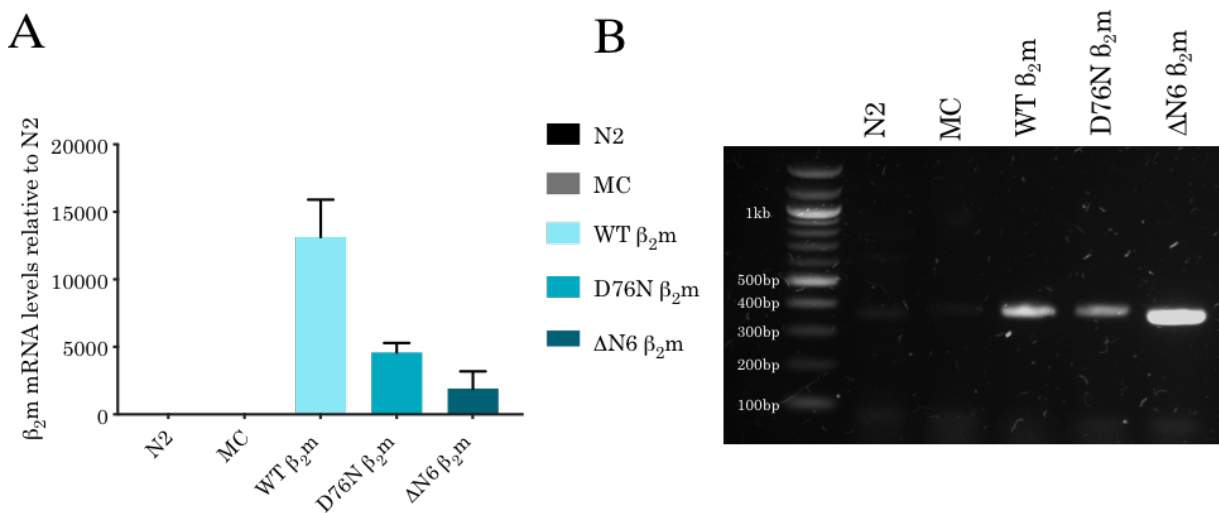 A
β₂m mRNA levels relative to N2
20000
15000
10000
5000
0
N2
MC
WT β₂m
D76N β₂m
ΔN6 β₂m
N2
MC
WT β₂m
D76N β₂m
ΔN6 β₂m
B
N2
MC
WT β₂m
D76N β₂m
ΔN6 β₂m
1kb
500bp
400bp
300bp
200bp
100bp